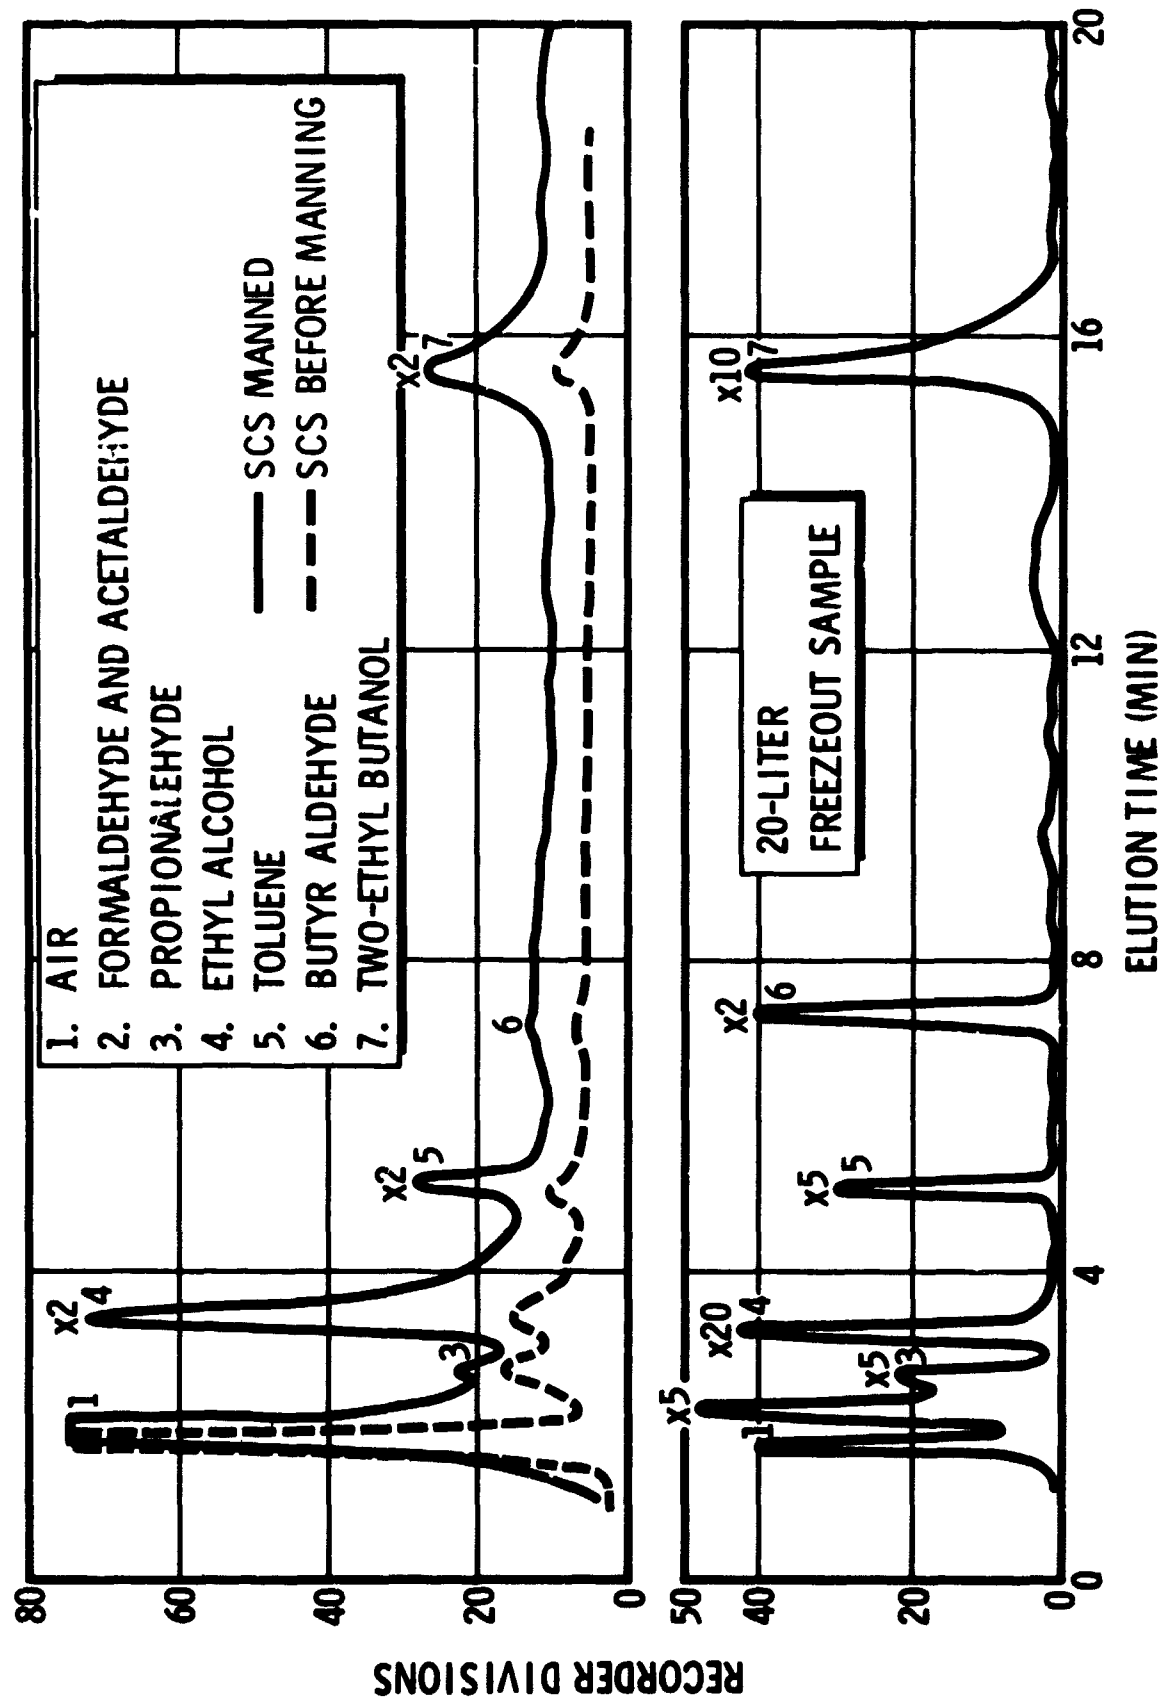 80
60
40
20
0
1. AIR
2. FORMALDEHYDE AND ACETALDEHYDE
3. PROPIONALEHYDE
4. ETHYL ALCOHOL
5. TOLUENE
6. BUTYR ALDEHYDE
7. TWO-ETHYL BUTANOL
SCS MANNED
SCS BEFORE MANNING
1
3
x2
4
x2
5
6
x2
7
RECORDER DIVISIONS
50
40
20
0
1
x5
x5
3
x20
4
x5
5
x2
6
x10
7
20-LITER
FREEZEOUT SAMPLE
0
4
8
12
16
20
ELUTION TIME (MIN)